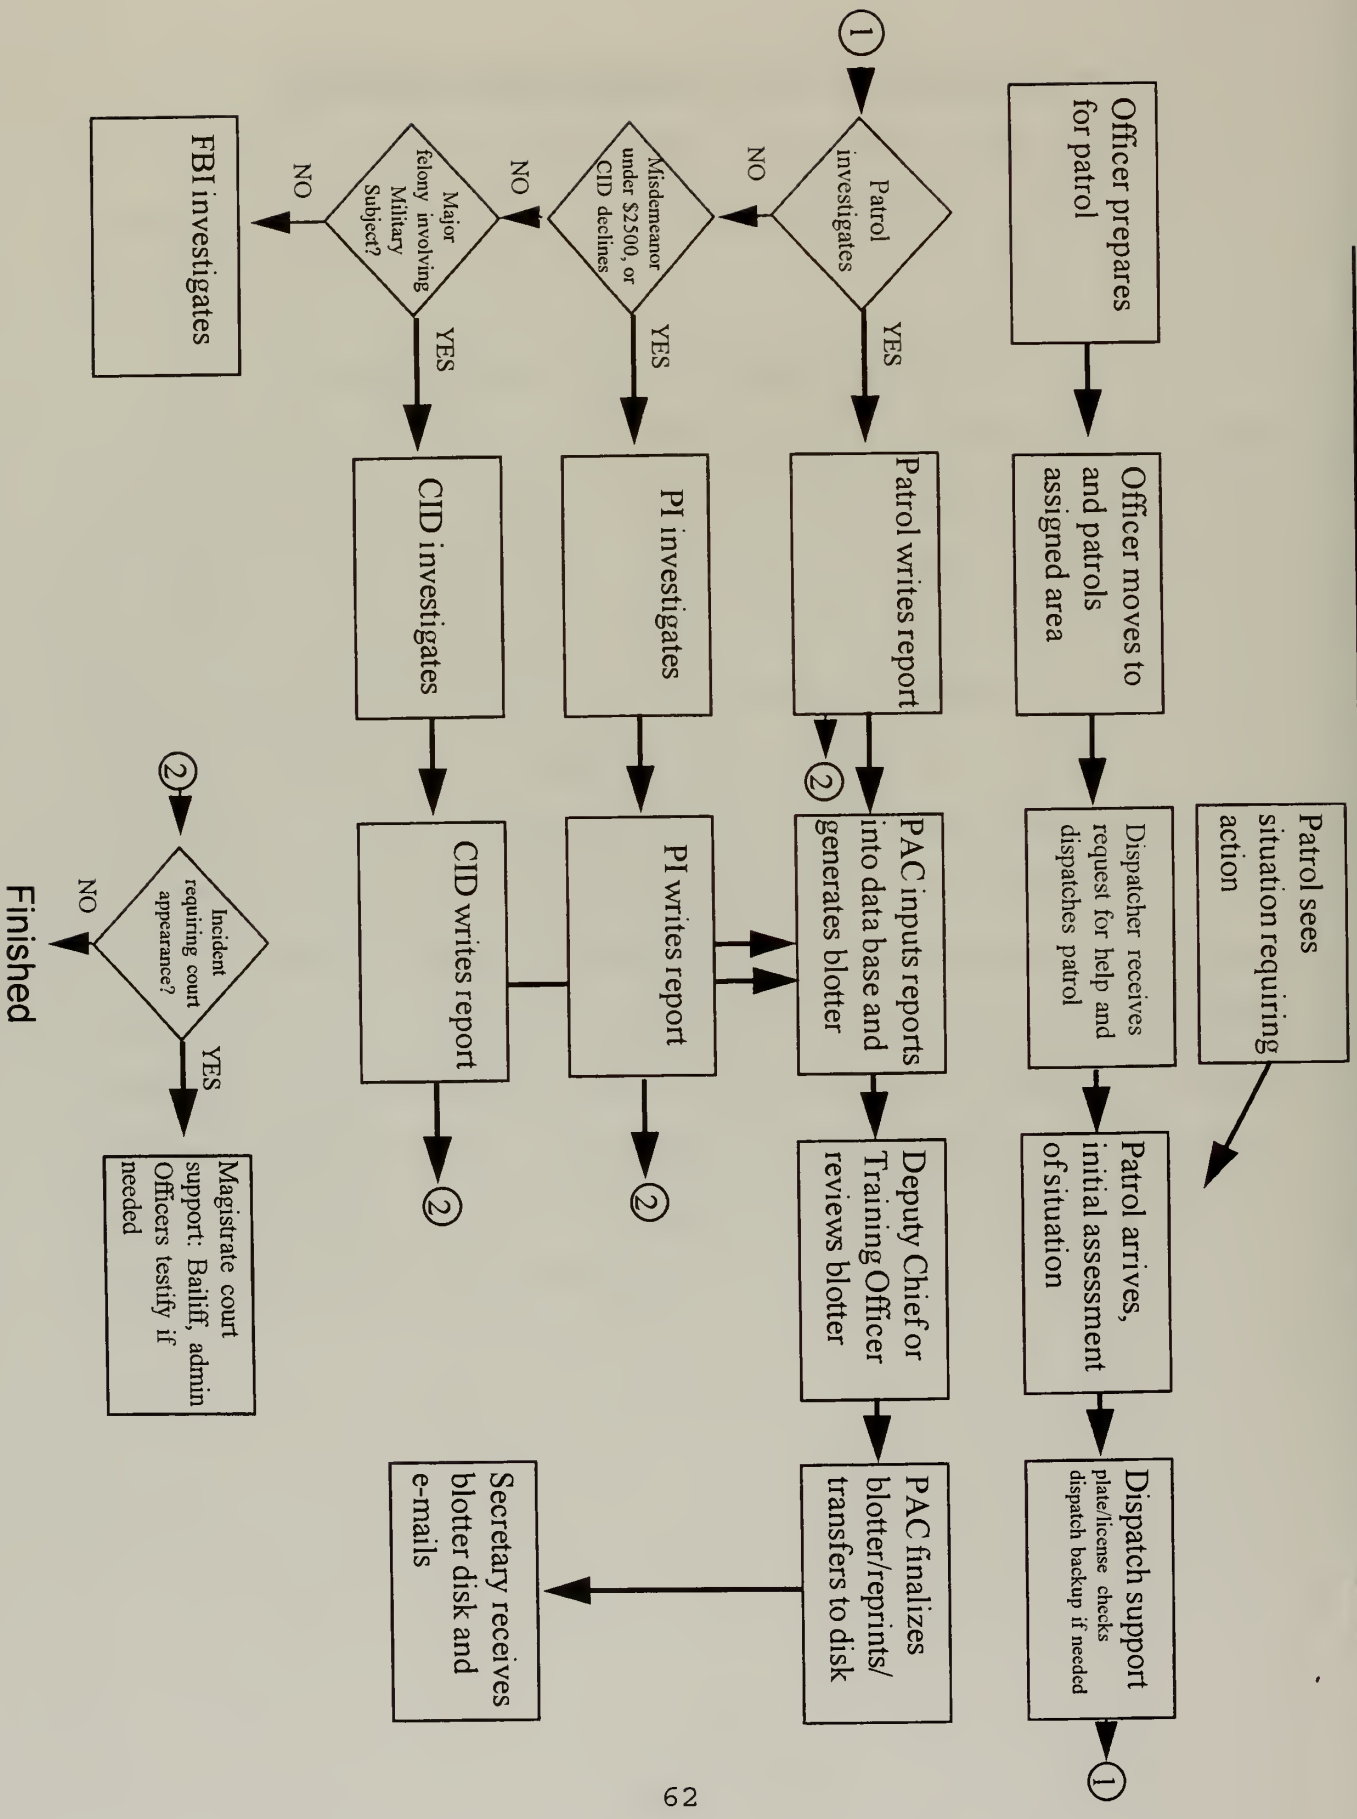 Patrol sees
situation requiring
action
Officer prepares
for patrol
Officer moves to
and patrols
assigned area
Dispatcher receives
request for help and
dispatches patrol
Patrol arrives,
initial assessment
of situation
Dispatch support
plate/license checks
dispatch backup if needed
1
1
Patrol
investigates
YES
NO
Patrol writes report
2
PAC inputs reports
into data base and
generates blotter
Deputy Chief or
Training Officer
reviews blotter
PAC finalizes
blotter/reprints/
transfers to disk
Misdemeanor
under $2500, or
CID declines
YES
NO
PI investigates
PI writes report
2
Major
felony involving
Military
Subject?
YES
NO
CID investigates
CID writes report
2
Secretary receives
blotter disk and
e-mails
FBI investigates
2
Incident
requiring court
appearance?
YES
NO
Magistrate court
support: Bailiff, admin
Officers testify if
needed
Finished
62